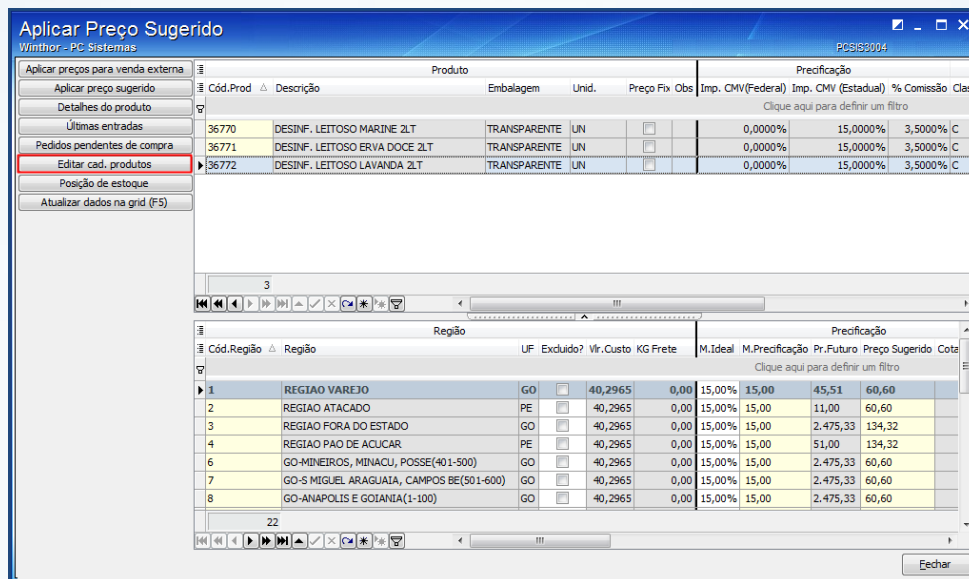 Aplicar Preço Sugerido
Winthor - PC Sistemas
PCSIS3004
Aplicar preços para venda externa
Aplicar preço sugerido
Detalhes do produto
Últimas entradas
Pedidos pendentes de compra
Editar cad. produtos
Posição de estoque
Atualizar dados na grid (F5)
Produto Precificação
Cód.Prod Descrição Embalagem Unid. Preço Fix Obs Imp. CMV(Federal) Imp. CMV (Estadual) % Comissão Clas
Clique aqui para definir um filtro
36770 DESINF. LEITOSO MARINE 2LT TRANSPARENTE UN 0,0000% 15,0000% 3,5000% C
36771 DESINF. LEITOSO ERVA DOCE 2LT TRANSPARENTE UN 0,0000% 15,0000% 3,5000% C
36772 DESINF. LEITOSO LAVANDA 2LT TRANSPARENTE UN 0,0000% 15,0000% 3,5000% C
3
Região Precificação
Cód.Região Região UF Excluido? Vlr.Custo KG Frete M.Ideal M.Precificação Pr.Futuro Preço Sugerido Cota
Clique aqui para definir um filtro
1 REGIAO VAREJO GO 40,2965 0,00 15,00% 15,00 45,51 60,60
2 REGIAO ATACADO PE 40,2965 0,00 15,00% 15,00 11,00 60,60
3 REGIAO FORA DO ESTADO GO 40,2965 0,00 15,00% 15,00 2.475,33 134,32
4 REGIAO PAO DE ACUCAR PE 40,2965 0,00 15,00% 15,00 51,00 134,32
6 GO-MINEIROS, MINACU, POSSE(401-500) GO 40,2965 0,00 15,00% 15,00 2.475,33 60,60
7 GO-S MIGUEL ARAGUAIA, CAMPOS BE(501-600) GO 40,2965 0,00 15,00% 15,00 2.475,33 60,60
8 GO-ANAPOLIS E GOIANIA(1-100) GO 40,2965 0,00 15,00% 15,00 2.475,33 60,60
22
Fechar